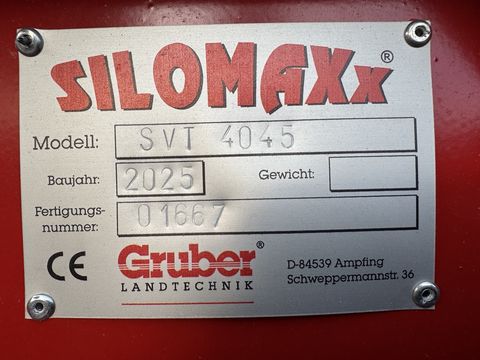 SILOMAXx®
Modell: SVT 4045
Baujahr: 2025 Gewicht:
Fertigungs-
nummer: 01667
CE Gruber®
LANDTECHNIK
D-84539 Ampfing
Schweppermannstr. 36